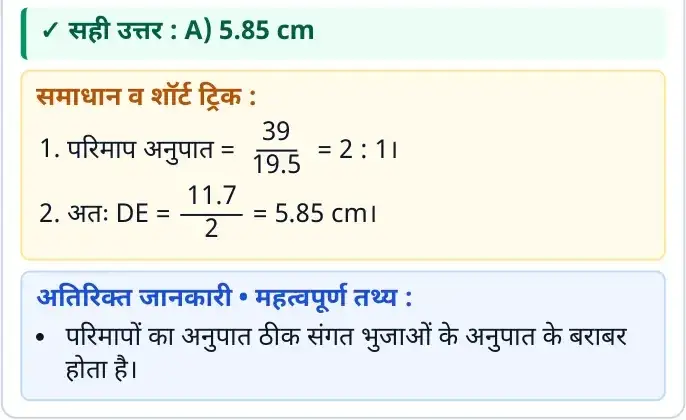 ✓ सही उत्तर : A) 5.85 cm
समाधान व शॉर्ट ट्रिक :
1. परिमाप अनुपात = 39/19.5 = 2 : 1।
2. अतः DE = 11.7/2 = 5.85 cm।
अतिरिक्त जानकारी • महत्वपूर्ण तथ्य :
• परिमापों का अनुपात ठीक संगत भुजाओं के अनुपात के बराबर
होता है।